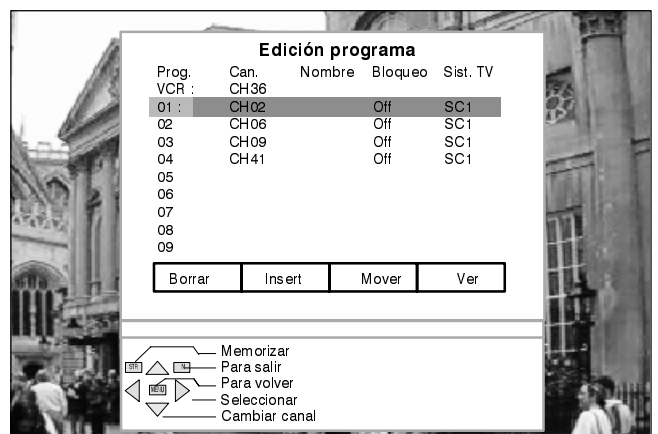 Edición programa
Prog. Can. Nombre Bloqueo Sist. TV
VCR : CH36
01 : CH02 Off SC1
02 CH06 Off SC1
03 CH09 Off SC1
04 CH41 Off SC1
05
06
07
08
09
Borrar Insert Mover Ver
Memorizar
STR N Para salir
MENU Para volver
Seleccionar
Cambiar canal